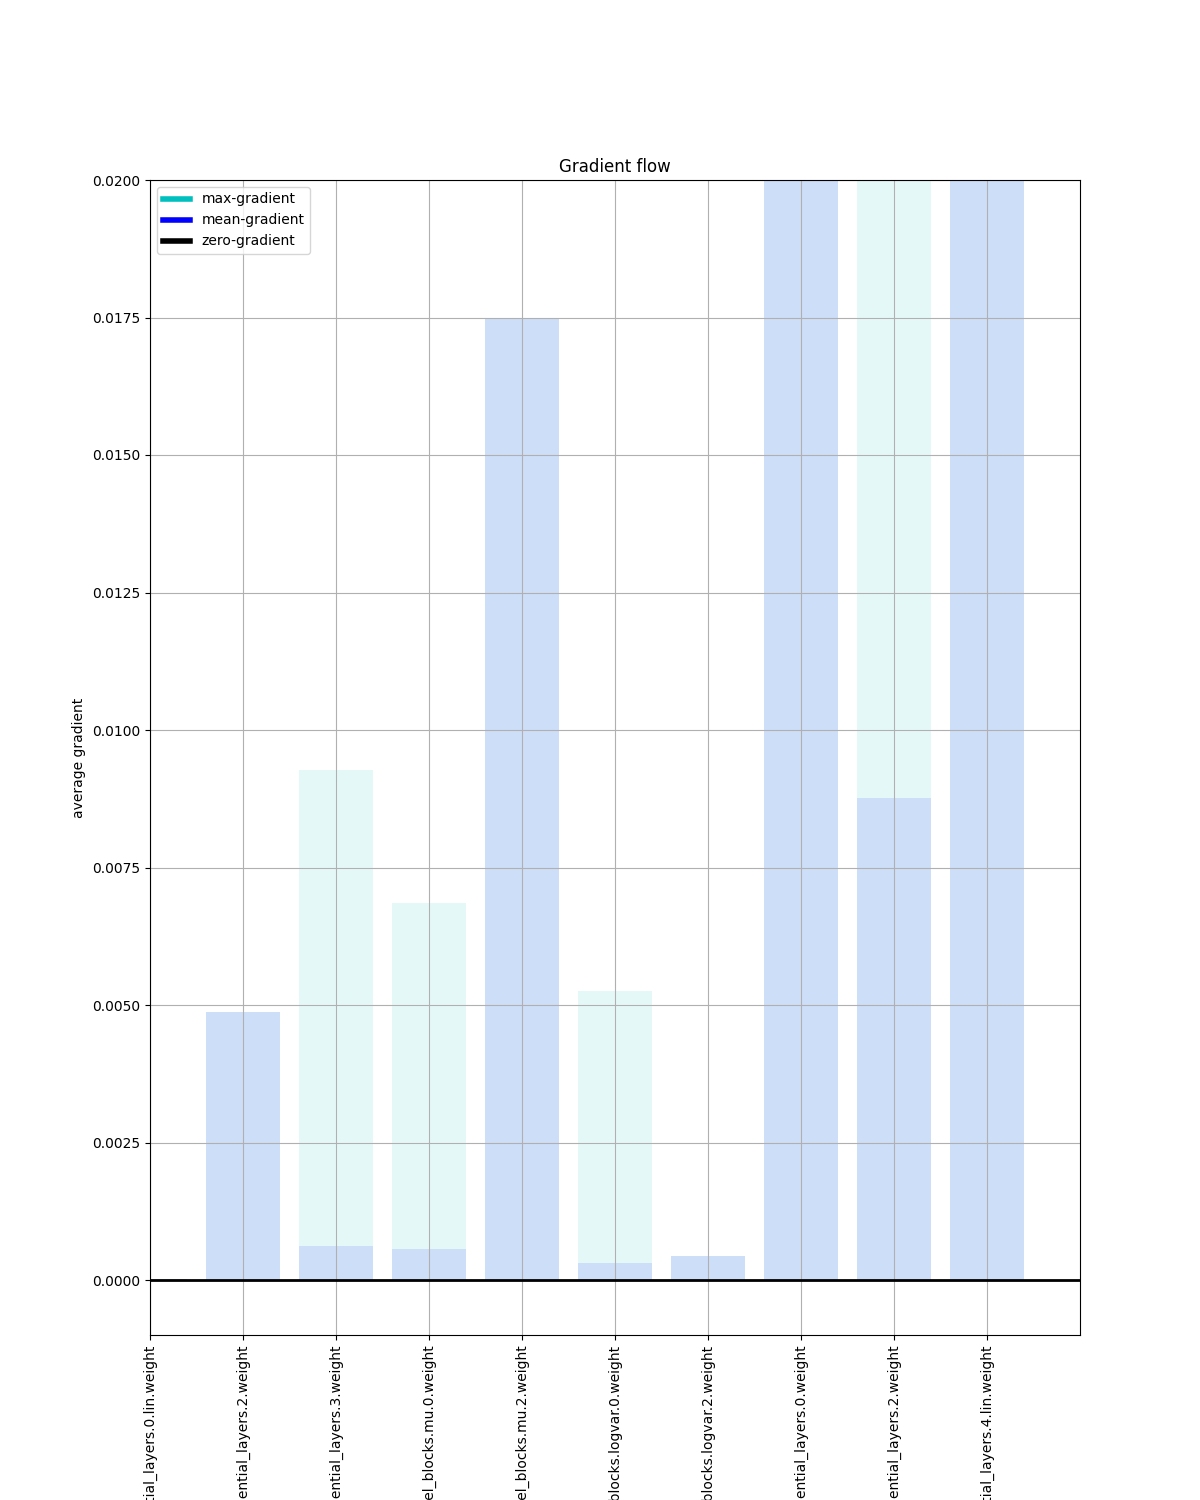 Gradient flow
max-gradient
mean-gradient
zero-gradient
average gradient
0.0200
0.0175
0.0150
0.0125
0.0100
0.0075
0.0050
0.0025
0.0000
tial_layers.0.lin.weight
ential_layers.2.weight
ential_layers.3.weight
el_blocks.mu.0.weight
el_blocks.mu.2.weight
blocks.logvar.0.weight
blocks.logvar.2.weight
ential_layers.0.weight
ential_layers.2.weight
tial_layers.4.lin.weight